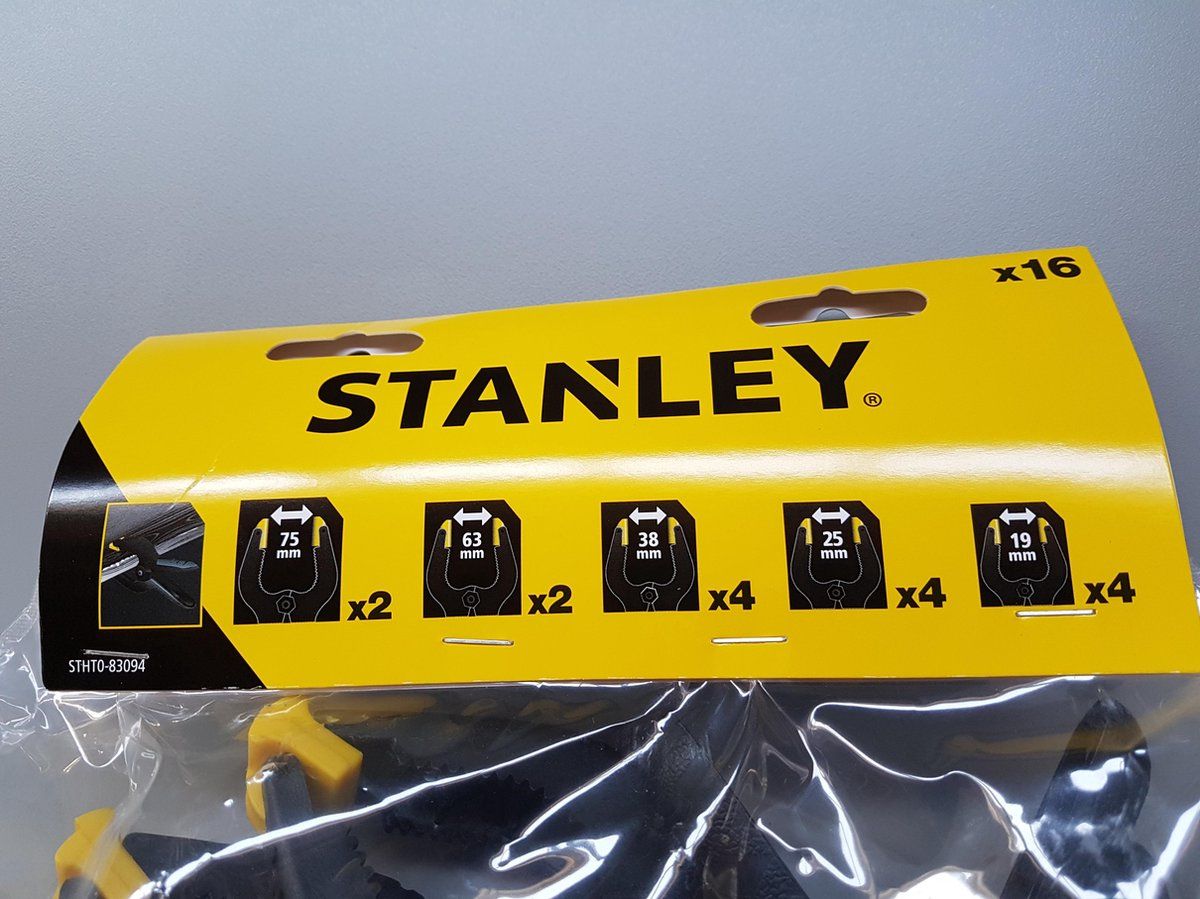 x16
STANLEY®
75 mm x2
63 mm x2
38 mm x4
25 mm x4
19 mm x4
STHT0-83094